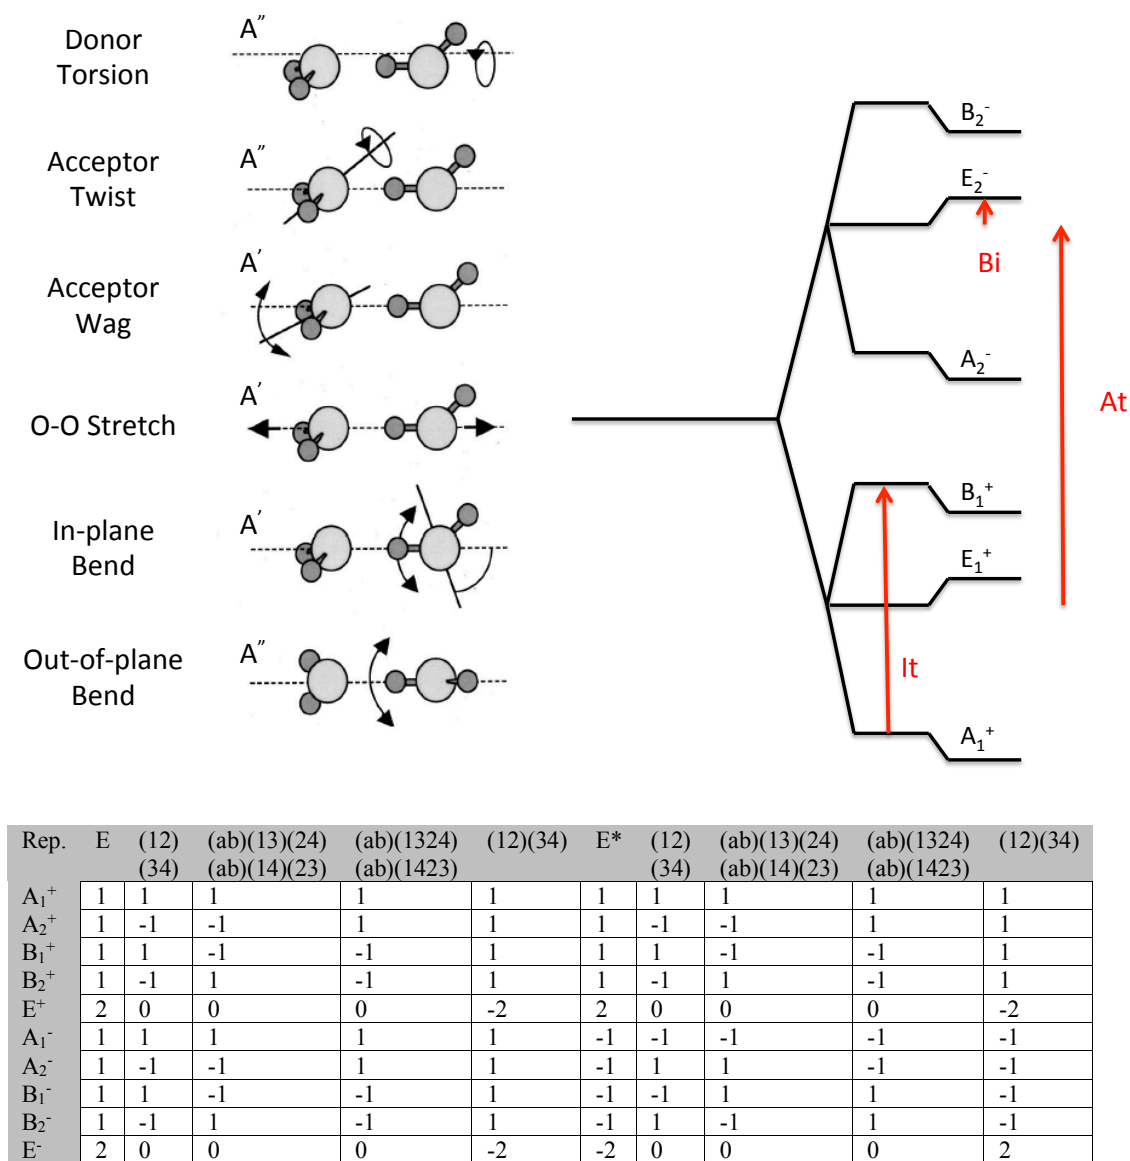 Donor
Torsion
A″
Acceptor
Twist
A″
Acceptor
Wag
A′
O-O Stretch
A′
In-plane
Bend
A′
Out-of-plane
Bend
A″
B₂⁻
E₂⁻
Bi
A₂⁻
At
B₁⁺
E₁⁺
It
A₁⁺
Rep. E (12) (ab)(13)(24) (ab)(1324) (12)(34) E* (12) (ab)(13)(24) (ab)(1324) (12)(34)
(34) (ab)(14)(23) (ab)(1423) (34) (ab)(14)(23) (ab)(1423)
A₁⁺ 1 1 1 1 1 1 1 1 1 1
A₂⁺ 1 -1 -1 1 1 1 -1 -1 1 1
B₁⁺ 1 1 -1 -1 1 1 1 -1 -1 1
B₂⁺ 1 -1 1 -1 1 1 -1 1 -1 1
E⁺ 2 0 0 0 -2 2 0 0 0 -2
A₁⁻ 1 1 1 1 1 -1 -1 -1 -1 -1
A₂⁻ 1 -1 -1 1 1 -1 1 1 -1 -1
B₁⁻ 1 1 -1 -1 1 -1 -1 1 1 -1
B₂⁻ 1 -1 1 -1 1 -1 1 -1 1 -1
E⁻ 2 0 0 0 -2 -2 0 0 0 2